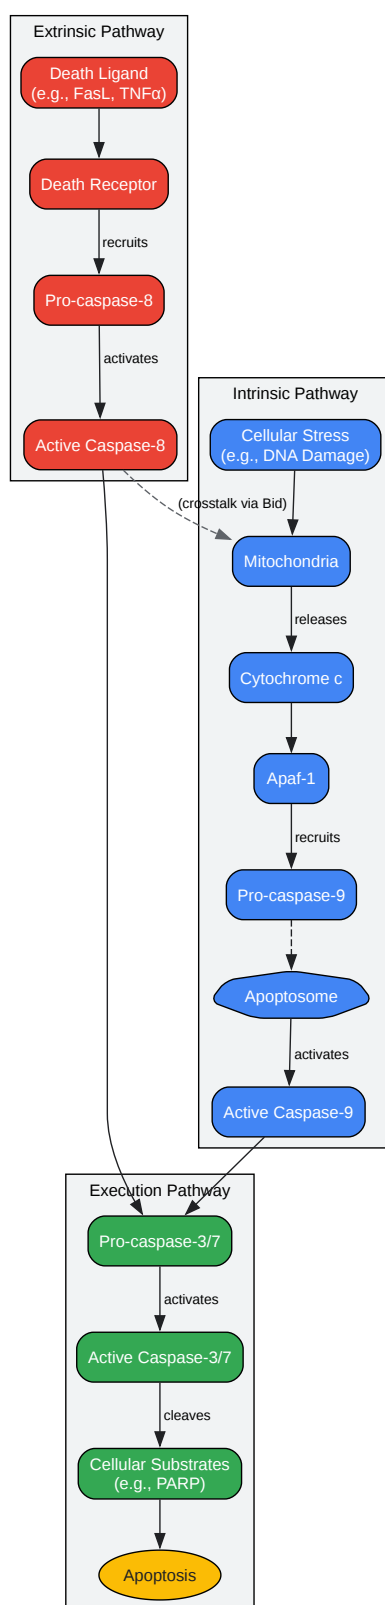 Extrinsic Pathway
Death Ligand
(e.g., FasL, TNFα)
Death Receptor
recruits
Pro-caspase-8
activates
Active Caspase-8
Intrinsic Pathway
Cellular Stress
(e.g., DNA Damage)
(crosstalk via Bid)
Mitochondria
releases
Cytochrome c
Apaf-1
recruits
Pro-caspase-9
Apoptosome
activates
Active Caspase-9
Execution Pathway
Pro-caspase-3/7
activates
Active Caspase-3/7
cleaves
Cellular Substrates
(e.g., PARP)
Apoptosis